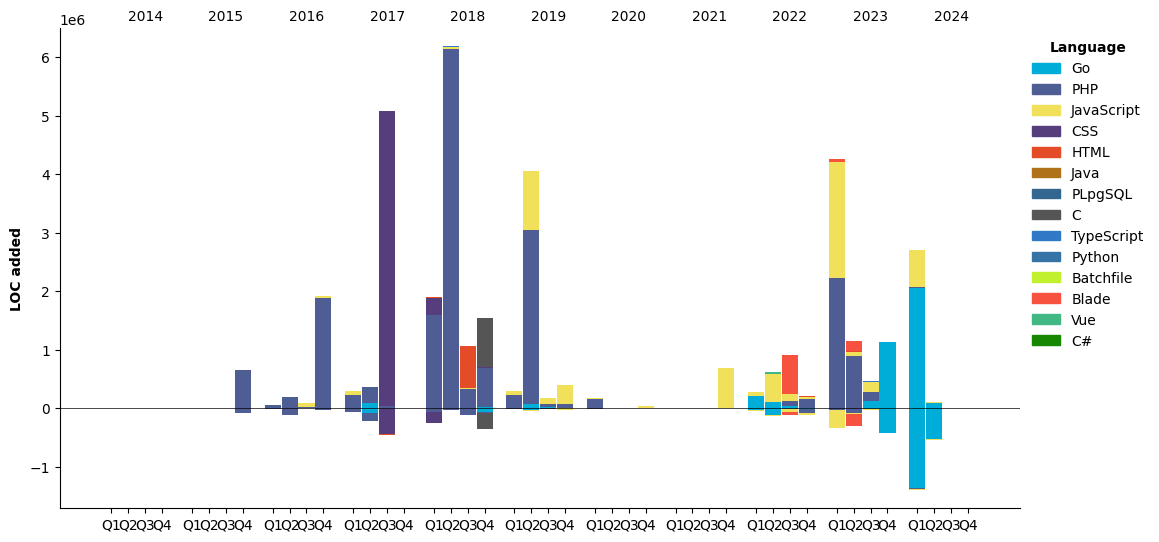 1e6
2014 2015 2016 2017 2018 2019 2020 2021 2022 2023 2024
6
5
4
3
2
1
0
−1
LOC added
Q1Q2Q3Q4 Q1Q2Q3Q4 Q1Q2Q3Q4 Q1Q2Q3Q4 Q1Q2Q3Q4 Q1Q2Q3Q4 Q1Q2Q3Q4 Q1Q2Q3Q4 Q1Q2Q3Q4 Q1Q2Q3Q4 Q1Q2Q3Q4
Language
Go
PHP
JavaScript
CSS
HTML
Java
PLpgSQL
C
TypeScript
Python
Batchfile
Blade
Vue
C#